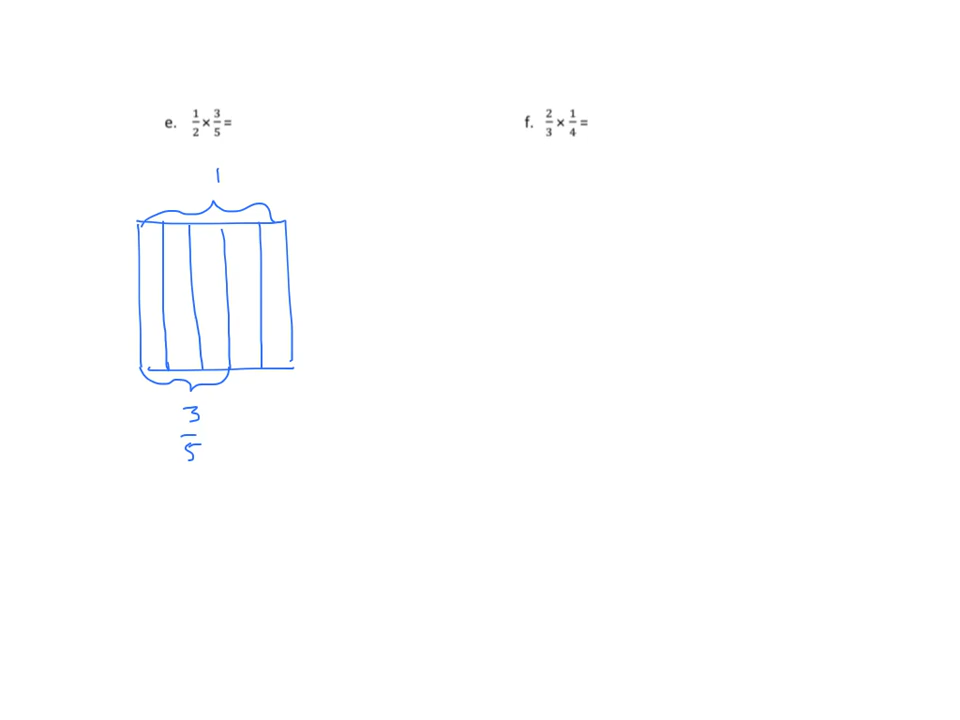 e. 1/2 × 3/5 =
f. 2/3 × 1/4 =
1
3/5